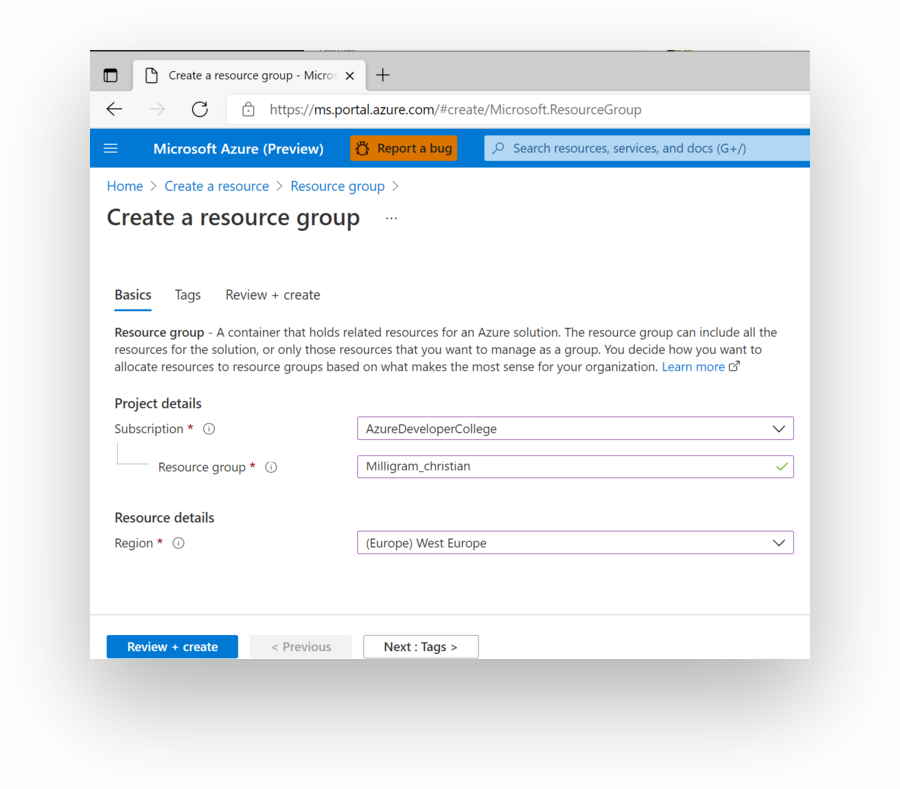 Create a resource group - Micros
https://ms.portal.azure.com/#create/Microsoft.ResourceGroup
Microsoft Azure (Preview)
Report a bug
Search resources, services, and docs (G+/)
Home > Create a resource > Resource group >
Create a resource group ...
Basics Tags Review + create
Resource group - A container that holds related resources for an Azure solution. The resource group can include all the
resources for the solution, or only those resources that you want to manage as a group. You decide how you want to
allocate resources to resource groups based on what makes the most sense for your organization. Learn more
Project details
Subscription * AzureDeveloperCollege
Resource group * Milligram_christian
Resource details
Region * (Europe) West Europe
Review + create < Previous Next : Tags >